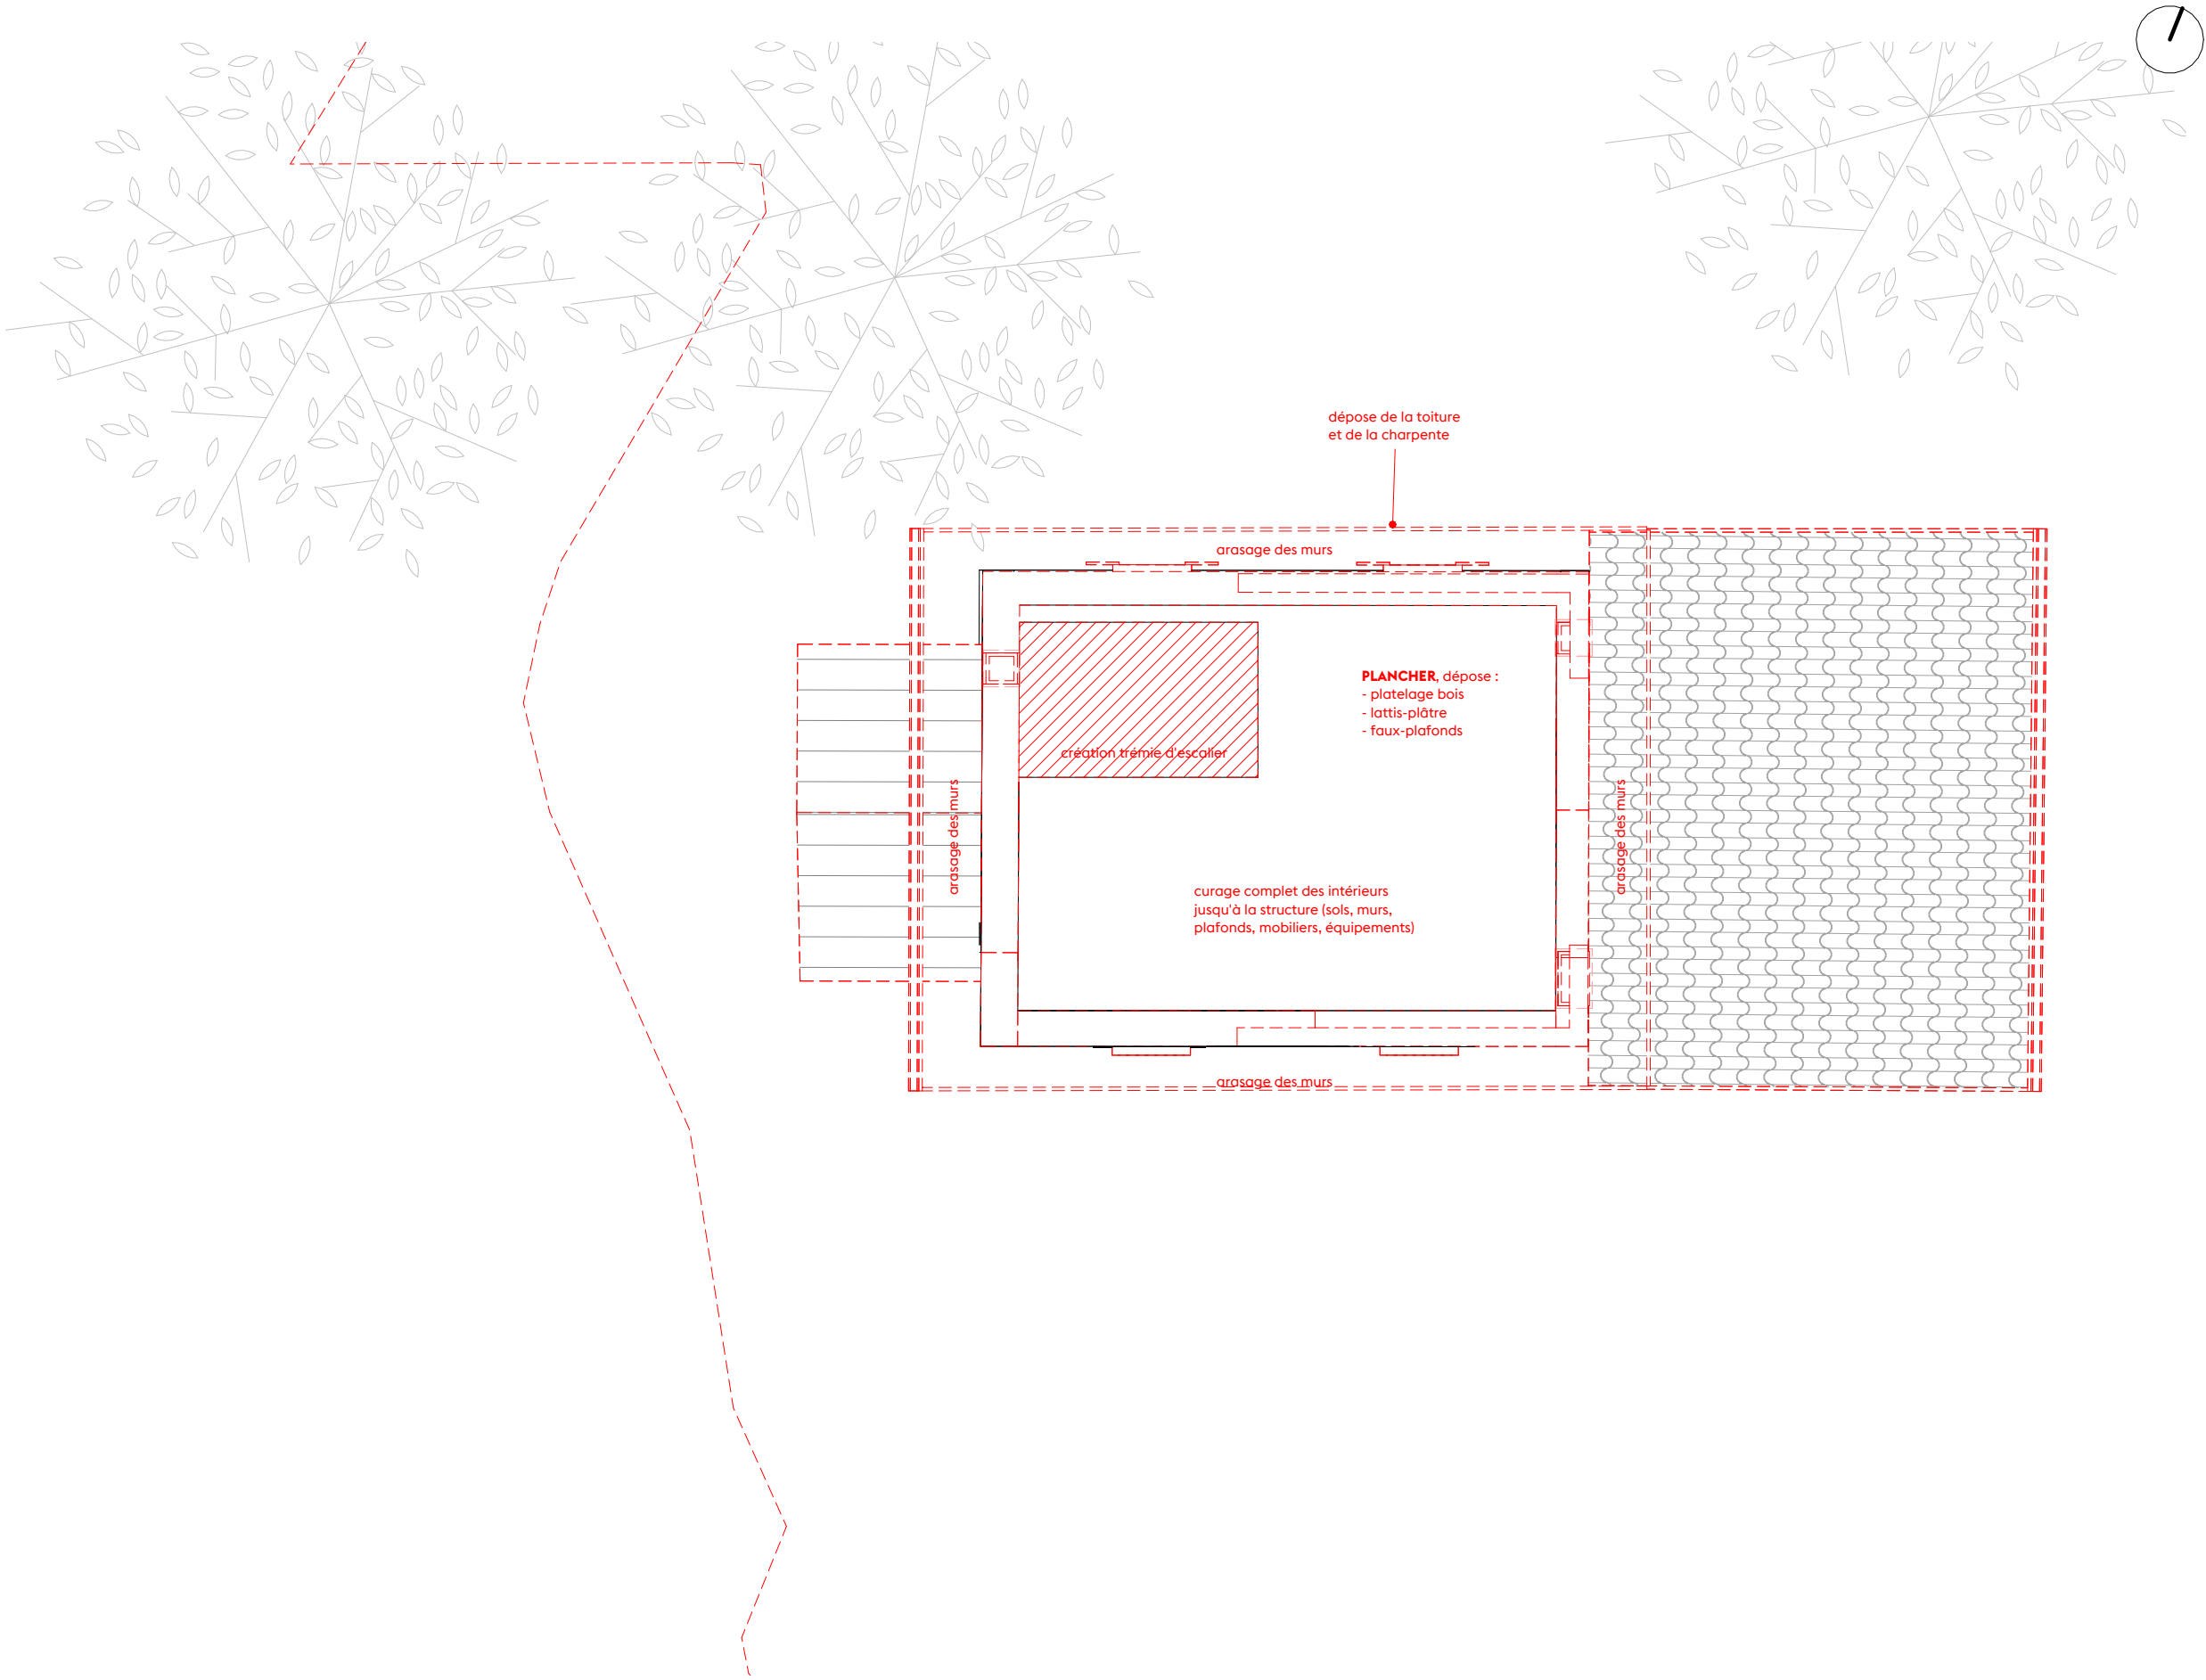 dépose de la toiture
et de la charpente
arasage des murs
PLANCHER, dépose :
- platelage bois
- lattis-plâtre
- faux-plafonds
création trémie d'escalier
arasage des murs
arasage des murs
curage complet des intérieurs
jusqu'à la structure (sols, murs,
plafonds, mobiliers, équipements)
arasage des murs